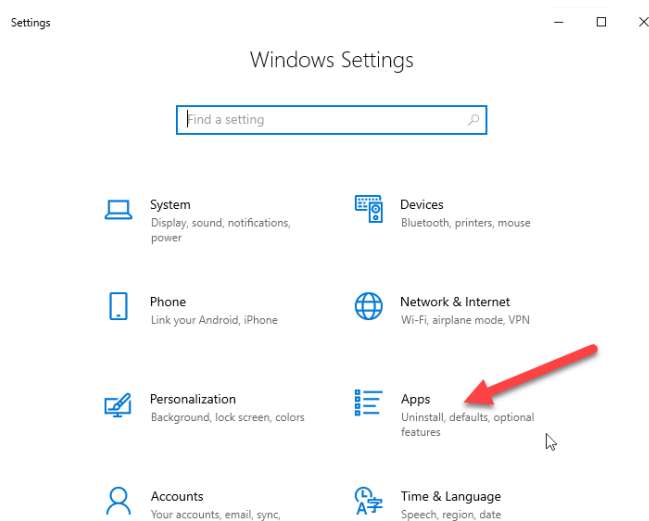 Settings
Windows Settings
Find a setting
System
Display, sound, notifications,
power
Devices
Bluetooth, printers, mouse
Phone
Link your Android, iPhone
Network & Internet
Wi-Fi, airplane mode, VPN
Personalization
Background, lock screen, colors
Apps
Uninstall, defaults, optional
features
Accounts
Your accounts, email, sync,
Time & Language
Speech, region, date